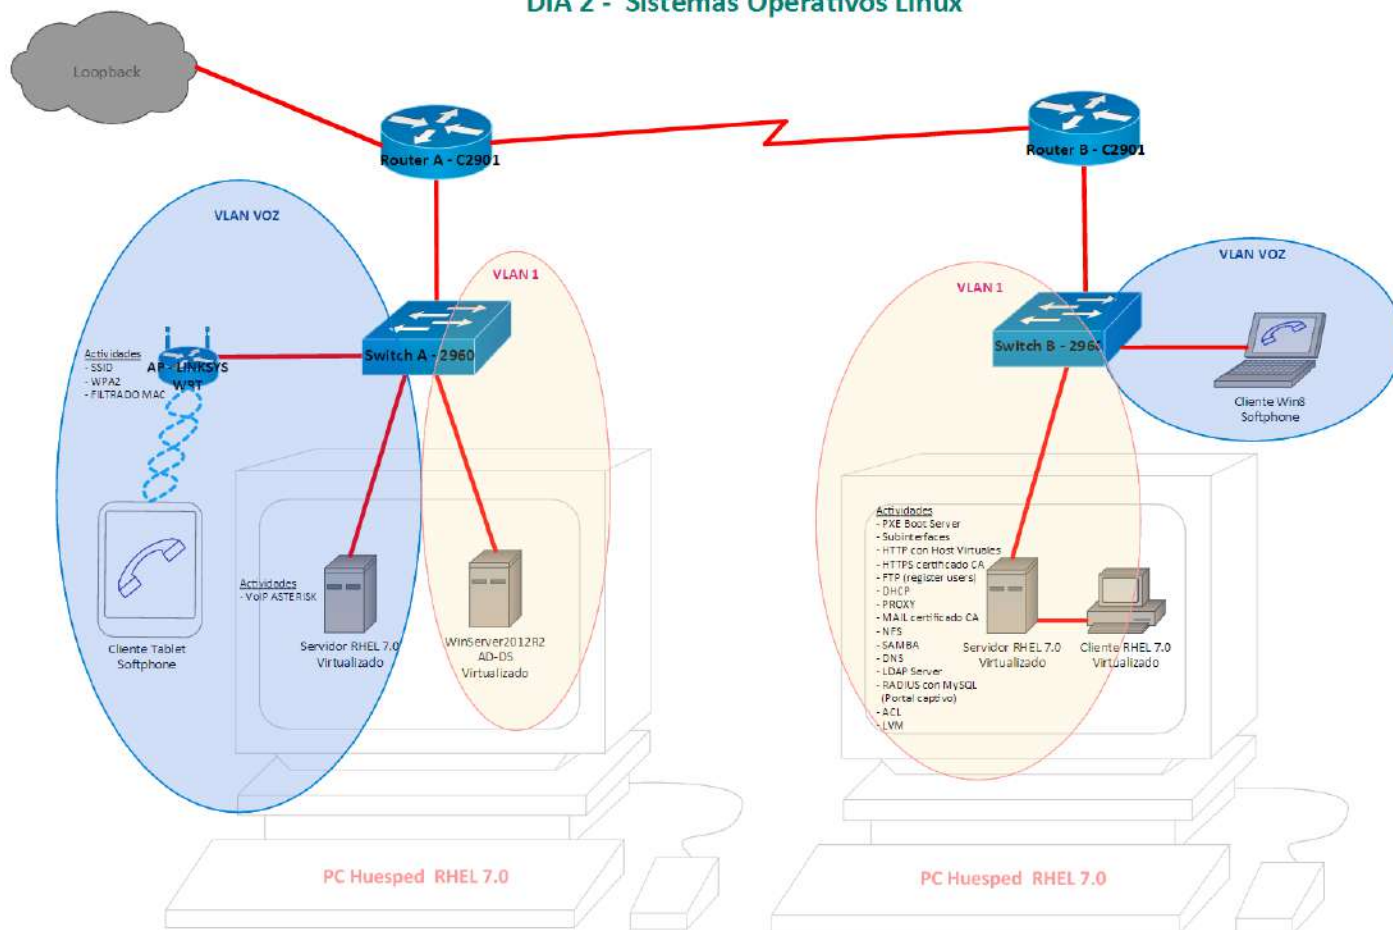 DIA 2 - Sistemas Operativos Linux
Loopback
Router A - C2901
Router B - C2901
VLAN VOZ
VLAN 1
VLAN 1
VLAN VOZ
Switch A - 2960
Switch B - 2960
Actividades
- SSID
- WPA2
- FILTRADO MAC
AP - LINKSYS
WRT
Cliente Win8
Softphone
Cliente Tablet
Softphone
Actividades
- VoIP ASTERISK
Servidor RHEL 7.0
Virtualizado
WinServer2012R2
AD-DS
Virtualizado
Actividades
- PXE Boot Server
- Subinterfaces
- HTTP con Host Virtuales
- HTTPS certificado CA
- FTP (register users)
- DHCP
- PROXY
- MAIL certificado CA
- NFS
- SAMBA
- DNS
- LDAP Server
- RADIUS con MySQL
(Portal captivo)
- ACL
- LVM
Servidor RHEL 7.0
Virtualizado
Cliente RHEL 7.0
Virtualizado
PC Huesped RHEL 7.0
PC Huesped RHEL 7.0